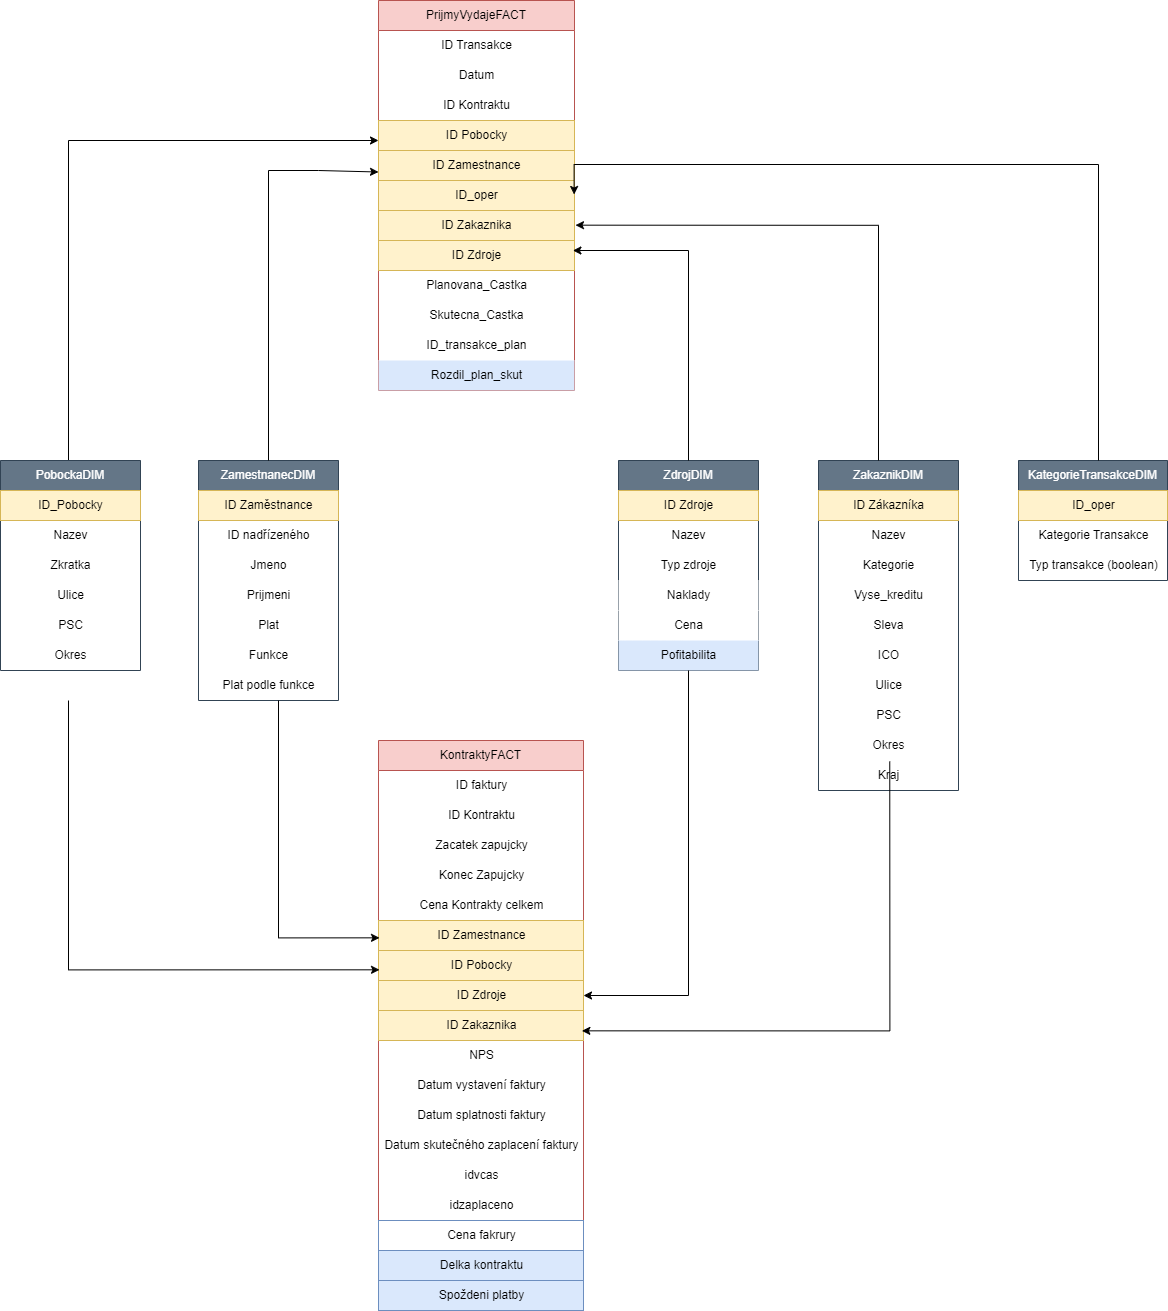 PrijmyVydajeFACT
ID Transakce
Datum
ID Kontraktu
ID Pobocky
ID Zamestnance
ID_oper
ID Zakaznika
ID Zdroje
Planovana_Castka
Skutecna_Castka
ID_transakce_plan
Rozdil_plan_skut
PobockaDIM
ID_Pobocky
Nazev
Zkratka
Ulice
PSC
Okres
ZamestnanecDIM
ID Zaměstnance
ID nadřízeného
Jmeno
Prijmeni
Plat
Funkce
Plat podle funkce
ZdrojDIM
ID Zdroje
Nazev
Typ zdroje
Naklady
Cena
Pofitabilita
ZakaznikDIM
ID Zákazníka
Nazev
Kategorie
Vyse_kreditu
Sleva
ICO
Ulice
PSC
Okres
Kraj
KategorieTransakceDIM
ID_oper
Kategorie Transakce
Typ transakce (boolean)
KontraktyFACT
ID faktury
ID Kontraktu
Zacatek zapujcky
Konec Zapujcky
Cena Kontrakty celkem
ID Zamestnance
ID Pobocky
ID Zdroje
ID Zakaznika
NPS
Datum vystavení faktury
Datum splatnosti faktury
Datum skutečného zaplacení faktury
idvcas
idzaplaceno
Cena fakrury
Delka kontraktu
Spoždeni platby